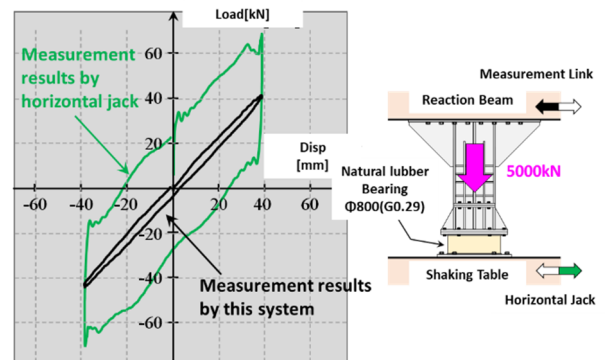 Load[kN]
Measurement
results by
horizontal jack
60
40
20
Disp
[mm]
-60
-40
-20
0
20
40
60
-20
-40
-60
Measurement results
by this system
Measurement Link
Reaction Beam
5000kN
Natural lubber
Bearing
Φ800(G0.29)
Shaking Table
Horizontal Jack